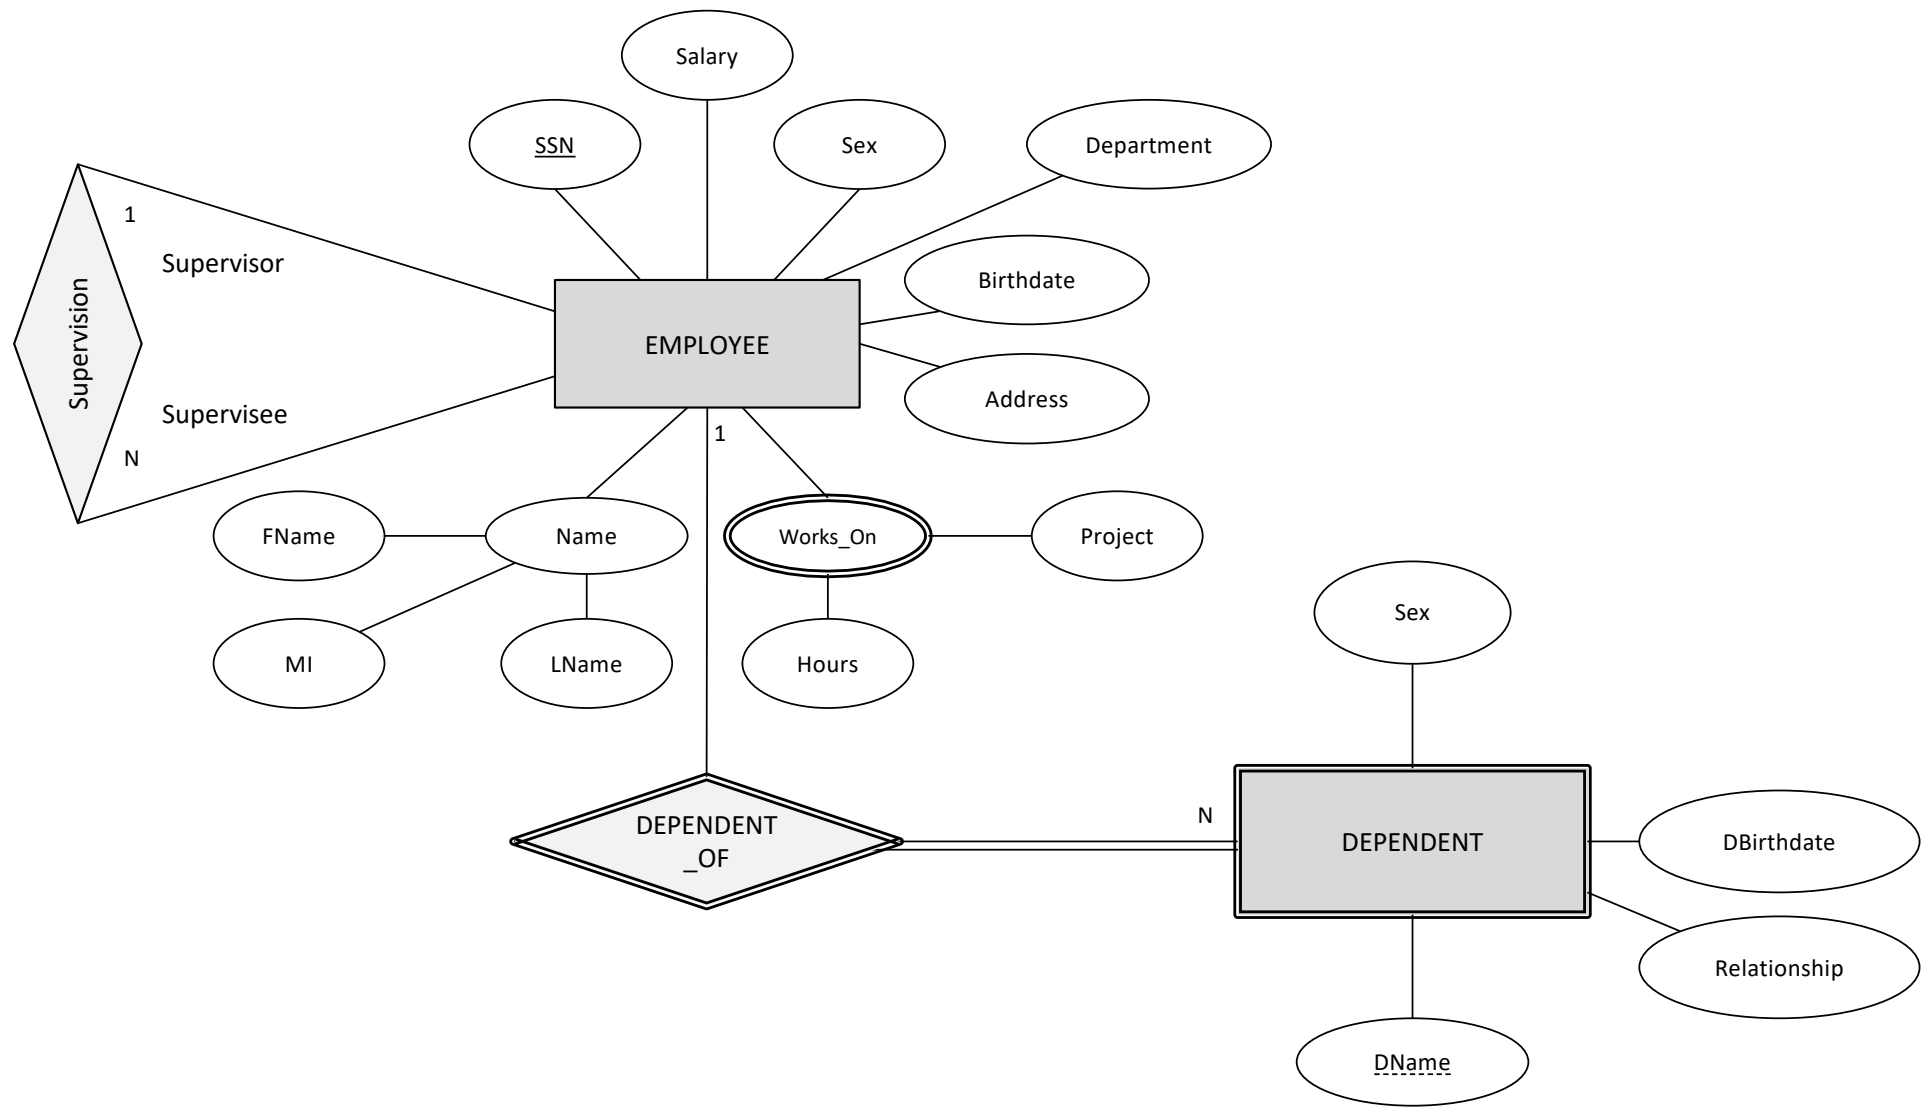 Salary
SSN
Sex
Department
1
Supervisor
Birthdate
Supervision
EMPLOYEE
Address
Supervisee
1
N
FName
Name
Works_On
Project
Sex
MI
LName
Hours
N
DEPENDENT
_OF
DEPENDENT
DBirthdate
Relationship
DName